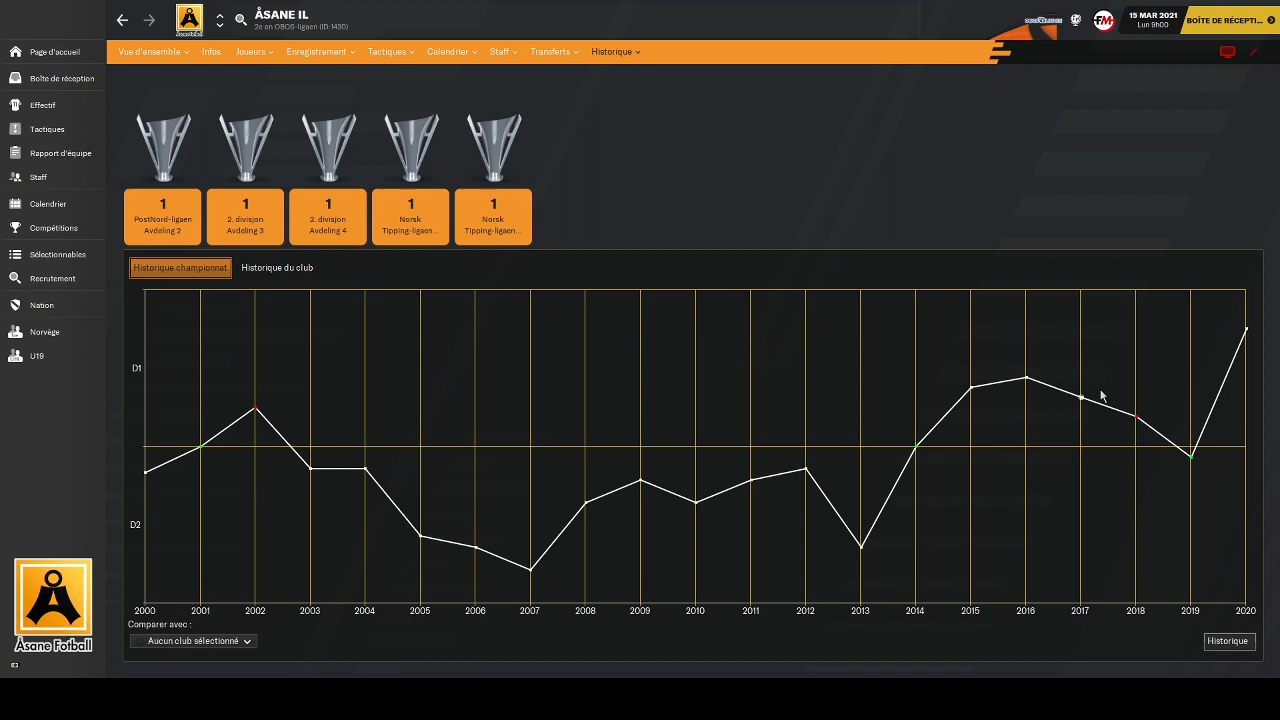 ÅSANE IL
2e en OBOS-ligaen (ID:1430)
15 MAR 2021
Lun 9h00
BOÎTE DE RÉCEPTI...
FM
Page d'accueil
Vue d'ensemble
Infos
Joueurs
Enregistrement
Tactiques
Calendrier
Staff
Transferts
Historique
Boîte de réception
Effectif
Tactiques
Rapport d'équipe
Staff
Calendrier
Compétitions
Sélectionnables
Recrutement
Nation
Norvège
U19
1
PostNord-ligaen
Avdeling 2
1
2. divisjon
Avdeling 3
1
2. divisjon
Avdeling 4
1
Norsk
Tipping-ligaen...
1
Norsk
Tipping-ligaen...
Historique championnat
Historique du club
D1
D2
2000 2001 2002 2003 2004 2005 2006 2007 2008 2009 2010 2011 2012 2013 2014 2015 2016 2017 2018 2019 2020
Comparer avec :
Aucun club sélectionné
Historique
Åsane Fotball